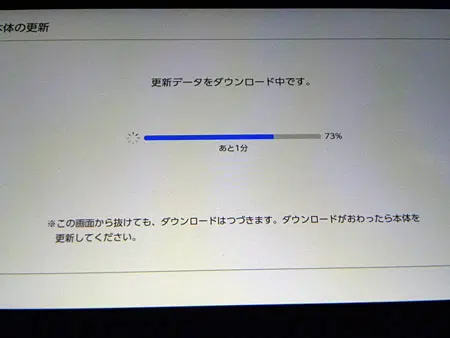 本体の更新
更新データをダウンロード中です。
73%
あと1分
※この画面から抜けても、ダウンロードはつづきます。ダウンロードがおわったら本体を
更新してください。